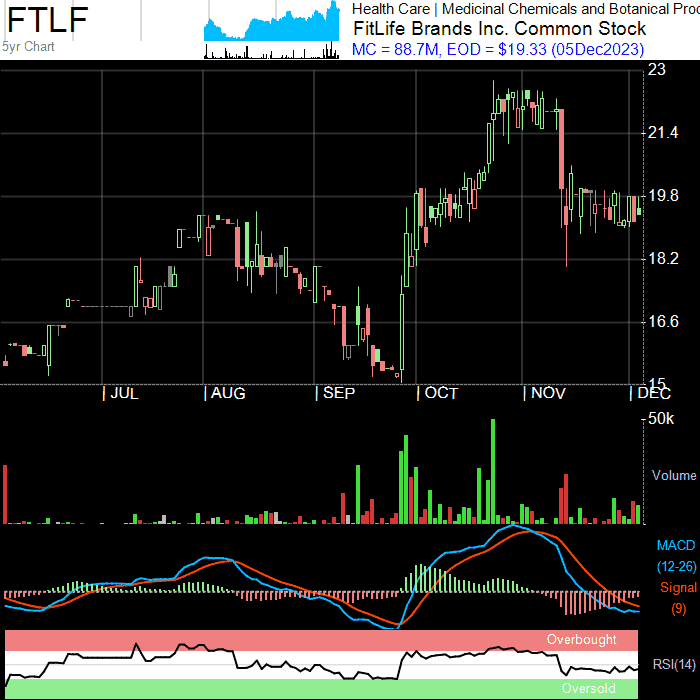 FTLF
5yr Chart
Health Care | Medicinal Chemicals and Botanical Proc
FitLife Brands Inc. Common Stock
MC = 88.7M, EOD = $19.33 (05Dec2023)
23
21.4
19.8
18.2
16.6
15
JUL AUG SEP OCT NOV DEC
50k
Volume
MACD
(12-26)
Signal
(9)
Overbought
RSI(14)
Oversold